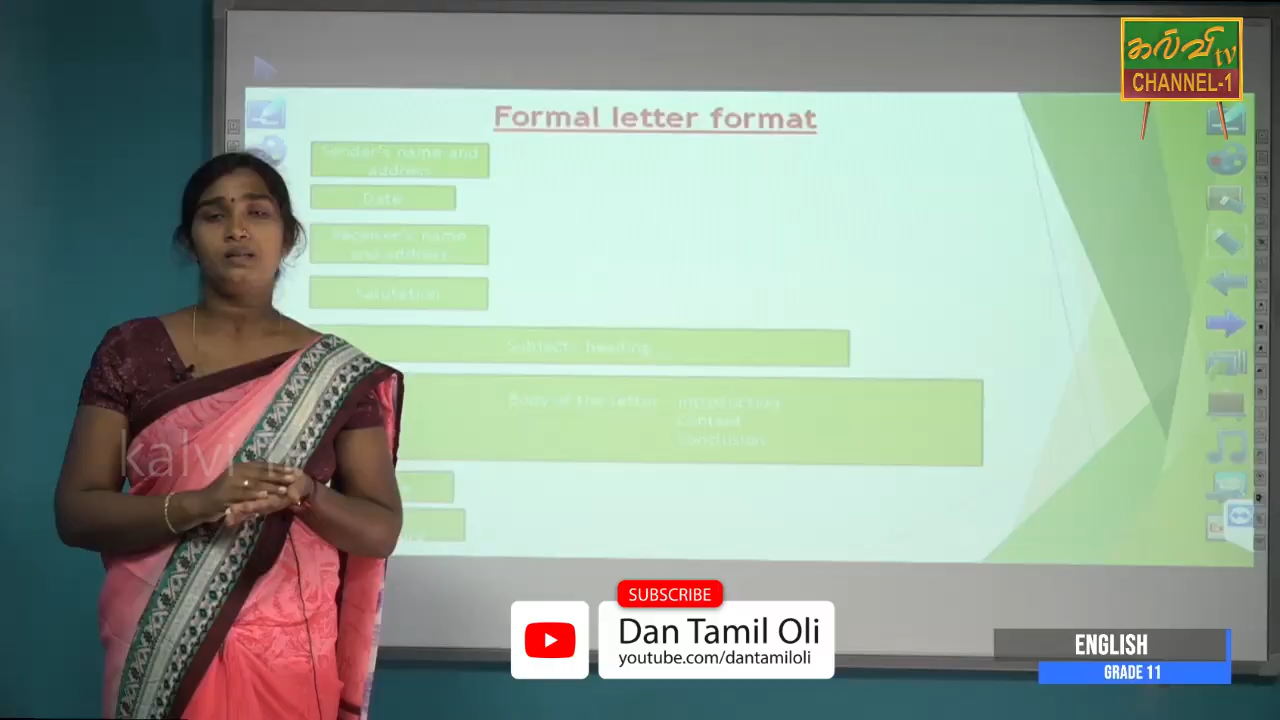 கல்வி tv
CHANNEL-1
Formal letter format
Sender's name and
address
Date
Receiver's name
and address
Salutation
Subject - heading
Body of the letter - introduction
Content
Conclusion
kalvi
SUBSCRIBE
Dan Tamil Oli
youtube.com/dantamiloli
ENGLISH
GRADE 11